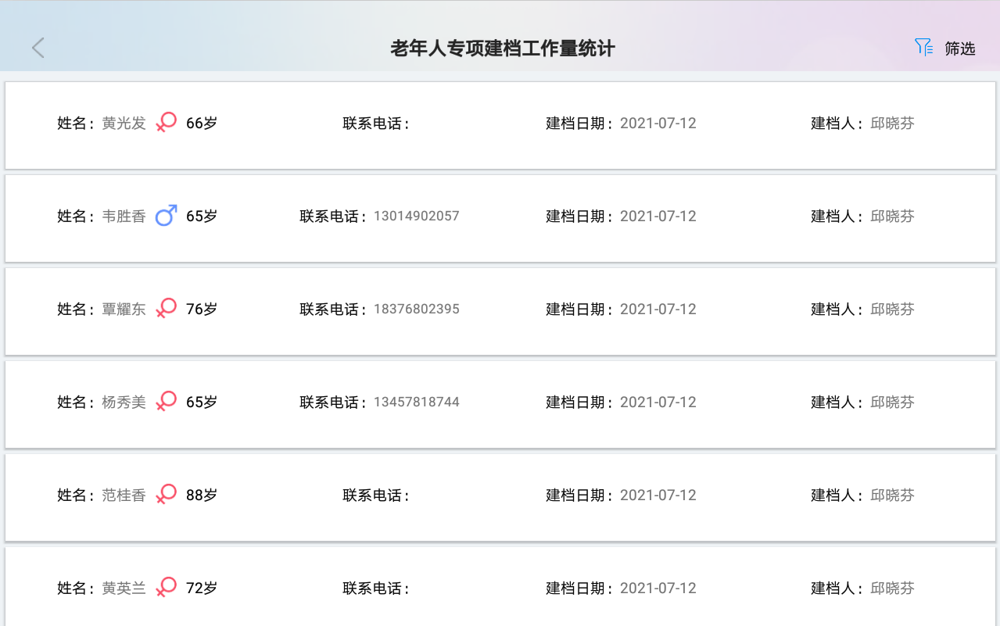 老年人专项建档工作量统计
筛选
姓名: 黄光发 66岁 联系电话: 建档日期: 2021-07-12 建档人: 邱晓芬
姓名: 韦胜香 65岁 联系电话: 13014902057 建档日期: 2021-07-12 建档人: 邱晓芬
姓名: 覃耀东 76岁 联系电话: 18376802395 建档日期: 2021-07-12 建档人: 邱晓芬
姓名: 杨秀美 65岁 联系电话: 13457818744 建档日期: 2021-07-12 建档人: 邱晓芬
姓名: 范桂香 88岁 联系电话: 建档日期: 2021-07-12 建档人: 邱晓芬
姓名: 黄英兰 72岁 联系电话: 建档日期: 2021-07-12 建档人: 邱晓芬